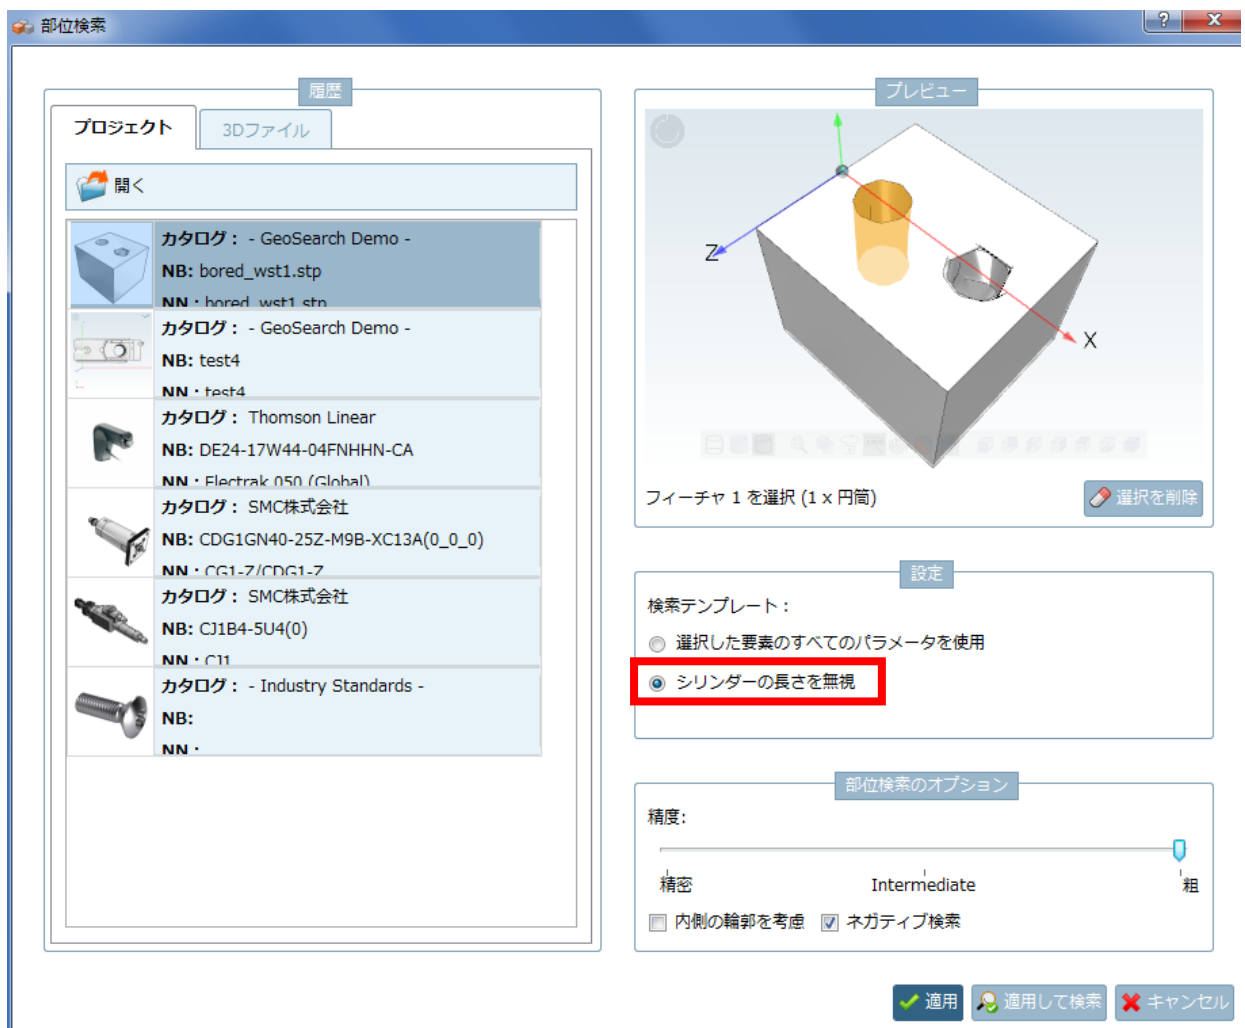 部位検索
?
X
履歴
プロジェクト
3Dファイル
開く
カタログ： - GeoSearch Demo -
NB: bored_wst1.stp
NN : bored_wst1.stp
カタログ： - GeoSearch Demo -
NB: test4
NN : test4
カタログ： Thomson Linear
NB: DE24-17W44-04FNHHN-CA
NN : Electrak 050 (Global)
カタログ： SMC株式会社
NB: CDG1GN40-25Z-M9B-XC13A(0_0_0)
NN : CG1-Z/CDG1-Z
カタログ： SMC株式会社
NB: CJ1B4-5U4(0)
NN : CJ1
カタログ： - Industry Standards -
NB:
NN :
プレビュー
Z
X
フィーチャ 1 を選択 (1 x 円筒)
選択を削除
設定
検索テンプレート：
選択した要素のすべてのパラメータを使用
シリンダーの長さを無視
部位検索のオプション
精度:
精密
Intermediate
粗
内側の輪郭を考慮
ネガティブ検索
適用
適用して検索
キャンセル